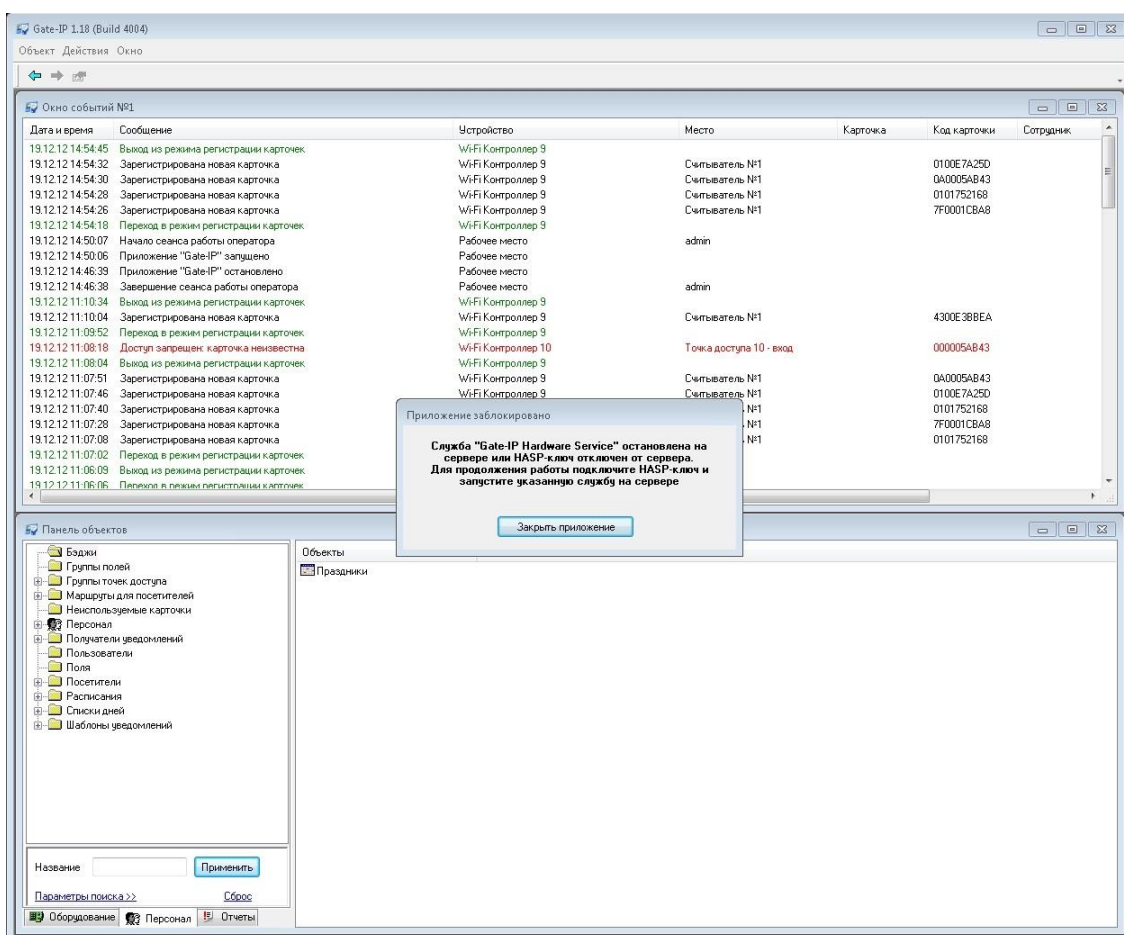 Gate-IP 1.18 (Build 4004)
Объект Действия Окно
Окно событий №1
Дата и время Сообщение Устройство Место Карточка Код карточки Сотрудник
19.12.12 14:54:45 Выход из режима регистрации карточек Wi-Fi Контроллер 9
19.12.12 14:54:32 Зарегистрирована новая карточка Wi-Fi Контроллер 9 Считыватель №1 0100E7A25D
19.12.12 14:54:30 Зарегистрирована новая карточка Wi-Fi Контроллер 9 Считыватель №1 0A0005AB43
19.12.12 14:54:28 Зарегистрирована новая карточка Wi-Fi Контроллер 9 Считыватель №1 0101752168
19.12.12 14:54:26 Зарегистрирована новая карточка Wi-Fi Контроллер 9 Считыватель №1 7F0001CBA8
19.12.12 14:54:18 Переход в режим регистрации карточек Wi-Fi Контроллер 9
19.12.12 14:50:07 Начало сеанса работы оператора Рабочее место admin
19.12.12 14:50:06 Приложение "Gate-IP" запущено Рабочее место
19.12.12 14:46:39 Приложение "Gate-IP" остановлено Рабочее место
19.12.12 14:46:38 Завершение сеанса работы оператора Рабочее место admin
19.12.12 11:10:34 Выход из режима регистрации карточек Wi-Fi Контроллер 9
19.12.12 11:10:04 Зарегистрирована новая карточка Wi-Fi Контроллер 9 Считыватель №1 4300E3BBEA
19.12.12 11:09:52 Переход в режим регистрации карточек Wi-Fi Контроллер 9
19.12.12 11:08:18 Доступ запрещен: карточка неизвестна Wi-Fi Контроллер 10 Точка доступа 10 - вход 000005AB43
19.12.12 11:08:04 Выход из режима регистрации карточек Wi-Fi Контроллер 9
19.12.12 11:07:51 Зарегистрирована новая карточка Wi-Fi Контроллер 9 Считыватель №1 0A0005AB43
19.12.12 11:07:46 Зарегистрирована новая карточка Wi-Fi Контроллер 9 Считыватель №1 0100E7A25D
19.12.12 11:07:40 Зарегистрирована новая карточка №1 0101752168
19.12.12 11:07:28 Зарегистрирована новая карточка №1 7F0001CBA8
19.12.12 11:07:08 Зарегистрирована новая карточка №1 0101752168
19.12.12 11:07:02 Переход в режим регистрации карточек
19.12.12 11:06:09 Выход из режима регистрации карточек
19.12.12 11:06:06 Переход в режим регистрации карточек
Приложение заблокировано
Служба "Gate-IP Hardware Service" остановлена на
сервере или HASP-ключ отключен от сервера.
Для продолжения работы подключите HASP-ключ и
запустите указанную службу на сервере
Закрыть приложение
Панель объектов
Бэджи
Группы полей
Группы точек доступа
Маршруты для посетителей
Неиспользуемые карточки
Персонал
Получатели уведомлений
Пользователи
Поля
Посетители
Расписания
Списки дней
Шаблоны уведомлений
Объекты
Праздники
Название Применить
Параметры поиска >> Сброс
Оборудование Персонал Отчеты